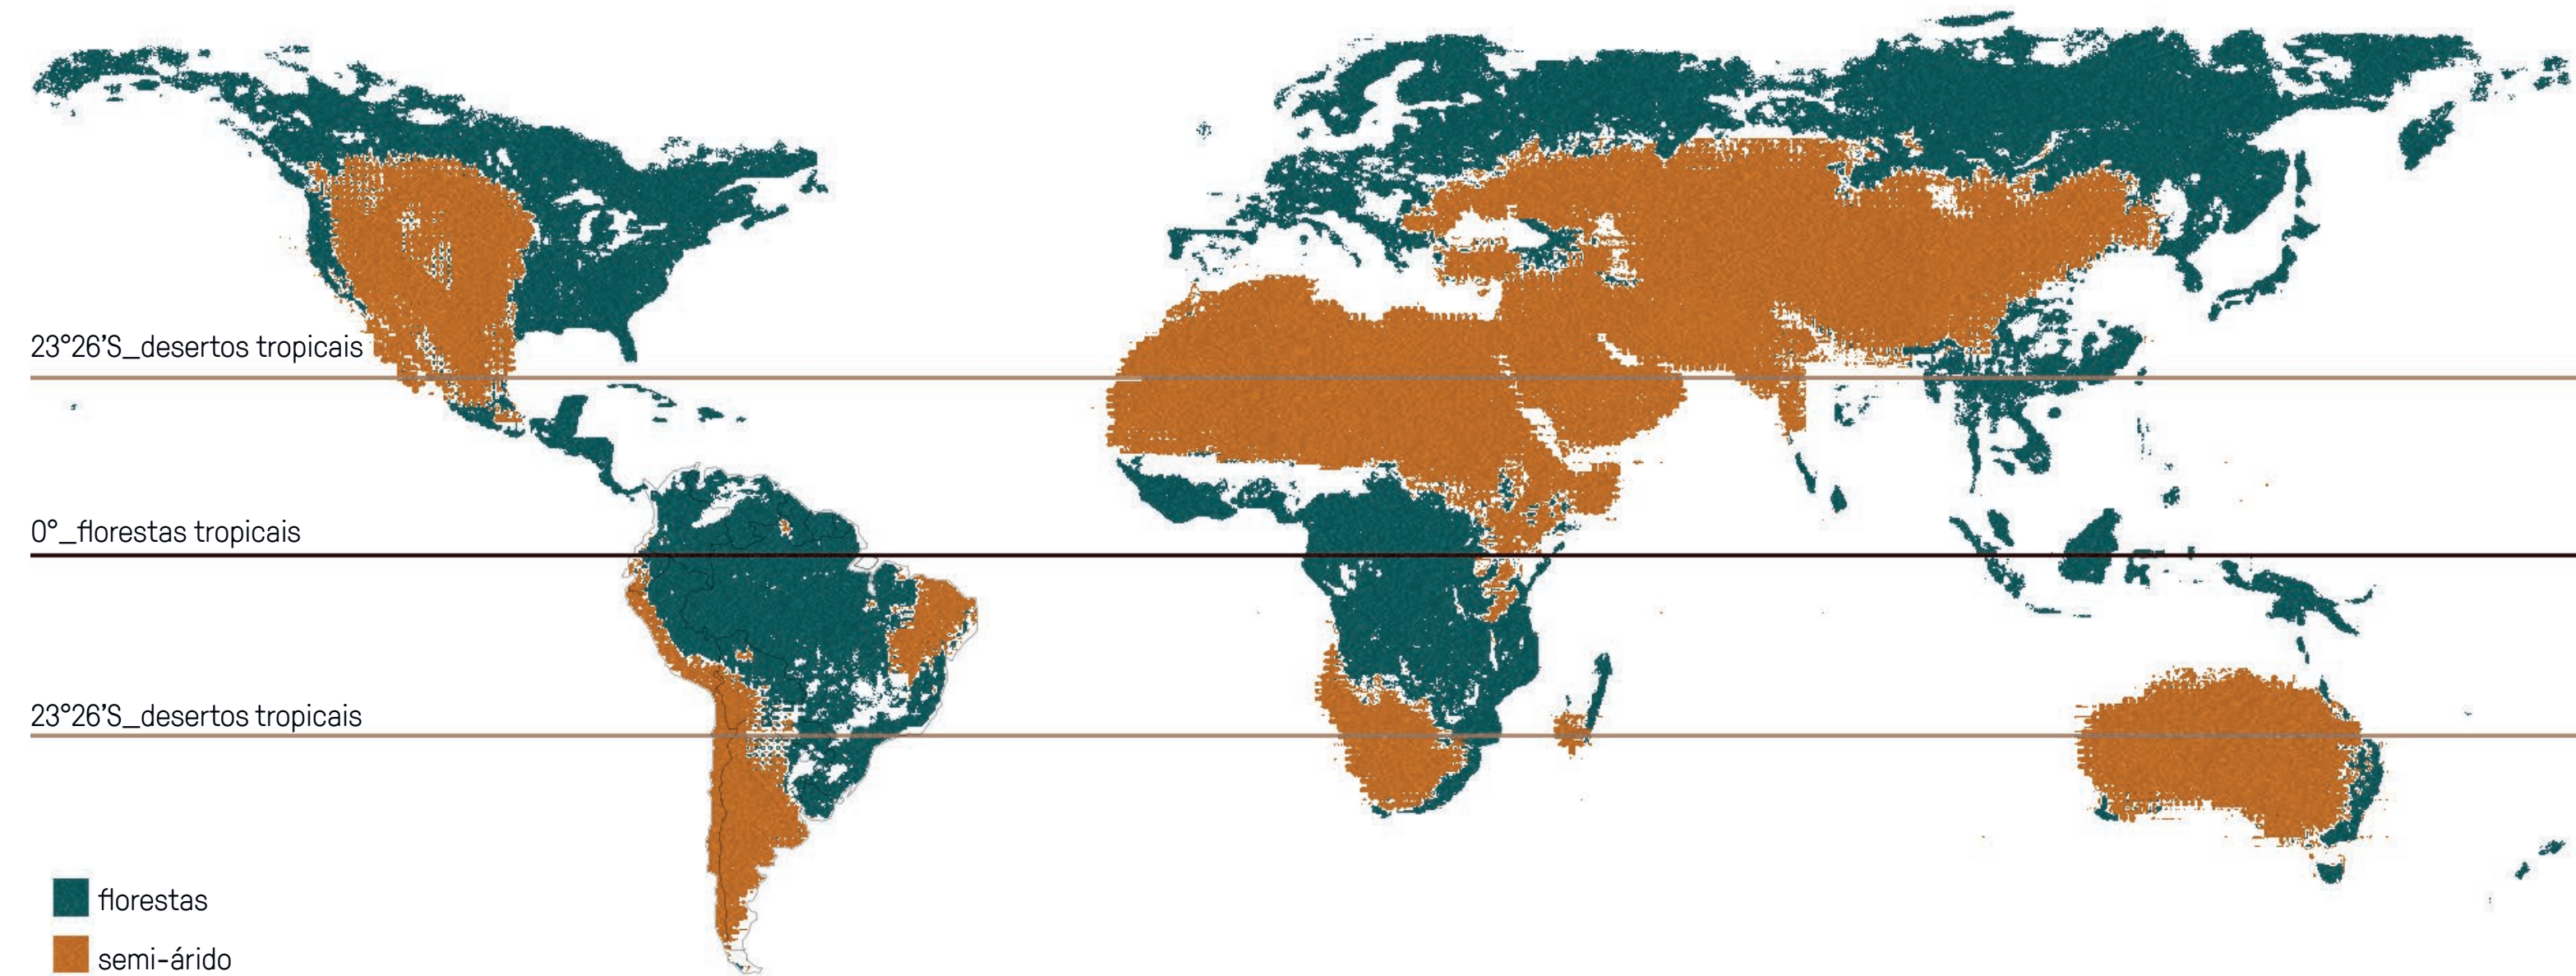 23°26'S_desertos tropicais
0°_florestas tropicais
23°26'S_desertos tropicais
florestas
semi-árido